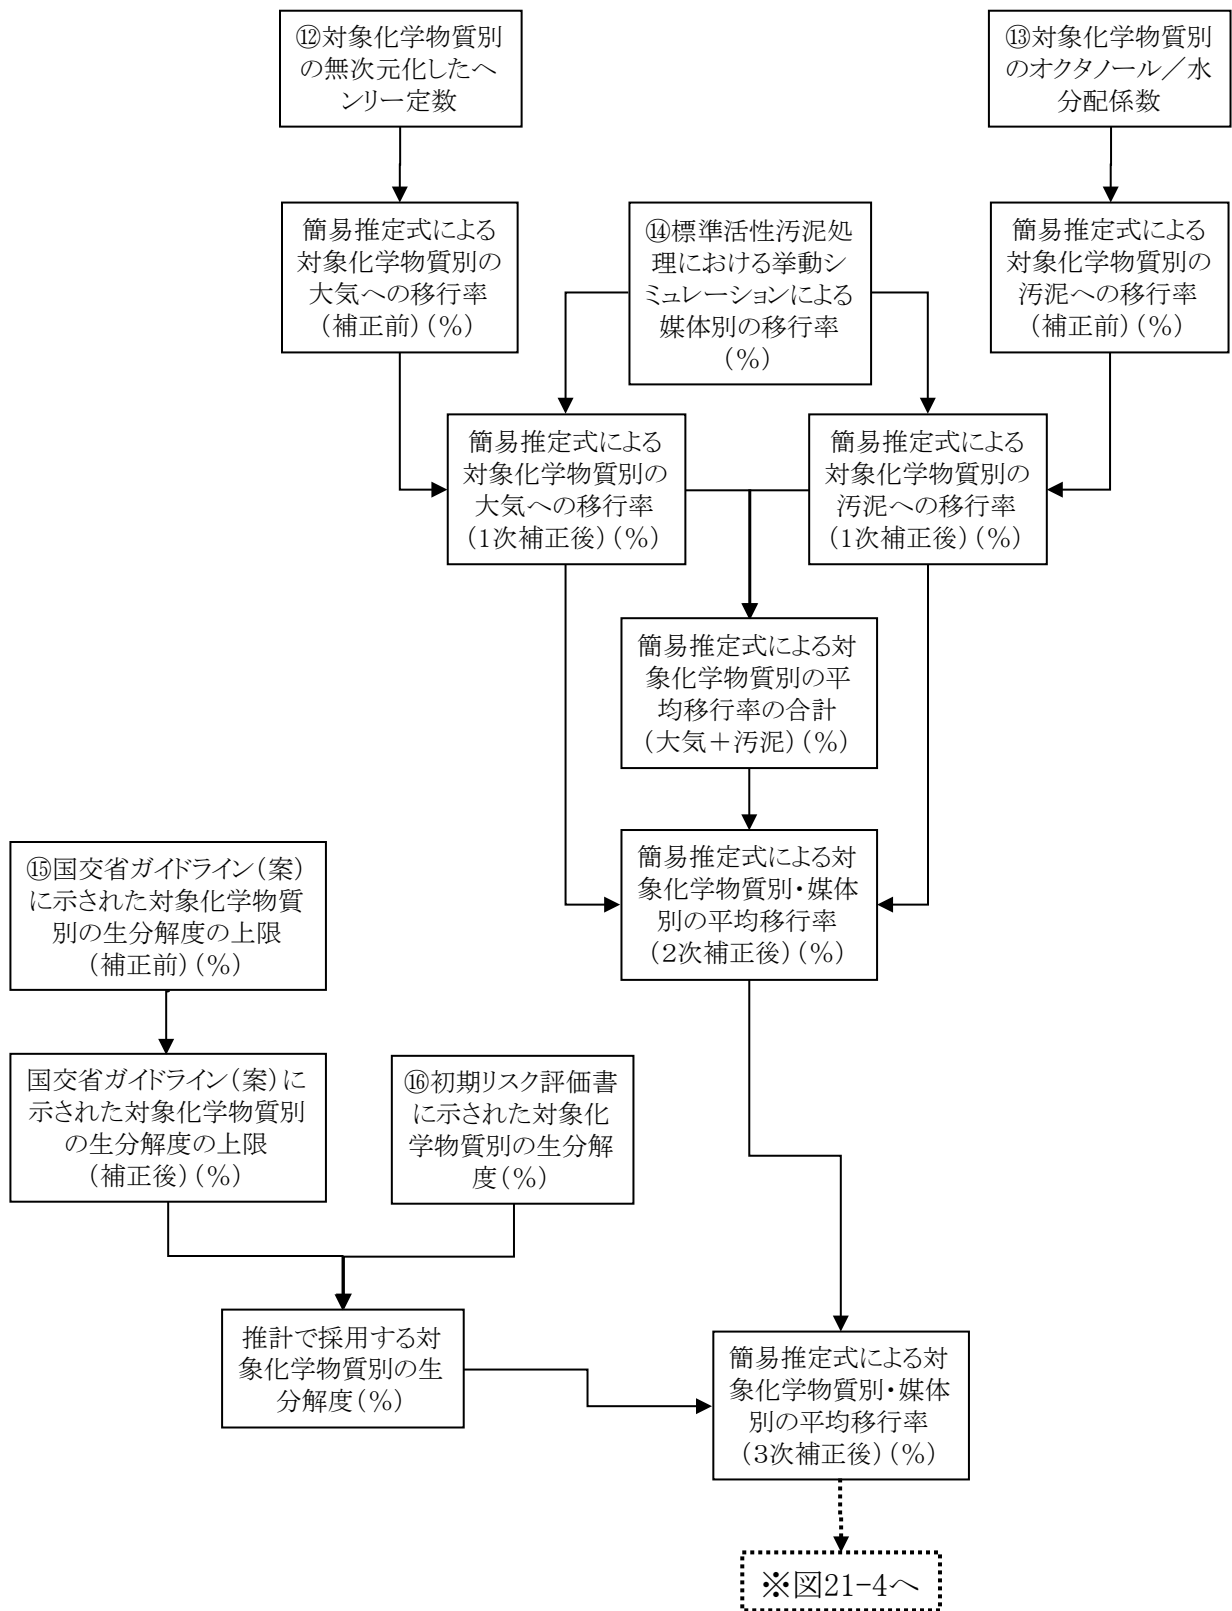 ⑫対象化学物質別
の無次元化したヘ
ンリー定数
⑬対象化学物質別
のオクタノール／水
分配係数
簡易推定式による
対象化学物質別の
大気への移行率
（補正前）（%）
⑭標準活性汚泥処
理における挙動シ
ミュレーションによる
媒体別の移行率
（%）
簡易推定式による
対象化学物質別の
汚泥への移行率
（補正前）（%）
簡易推定式による
対象化学物質別の
大気への移行率
（1次補正後）（%）
簡易推定式による
対象化学物質別の
汚泥への移行率
（1次補正後）（%）
簡易推定式による対
象化学物質別の平
均移行率の合計
（大気＋汚泥）（%）
簡易推定式による対
象化学物質別・媒体
別の平均移行率
（２次補正後）（%）
⑮国交省ガイドライン（案）
に示された対象化学物質
別の生分解度の上限
（補正前）（%）
国交省ガイドライン（案）に
示された対象化学物質別
の生分解度の上限
（補正後）（%）
⑯初期リスク評価書
に示された対象化
学物質別の生分解
度（%）
推計で採用する対
象化学物質別の生
分解度（%）
簡易推定式による対
象化学物質別・媒体
別の平均移行率
（３次補正後）（%）
※図21-4へ